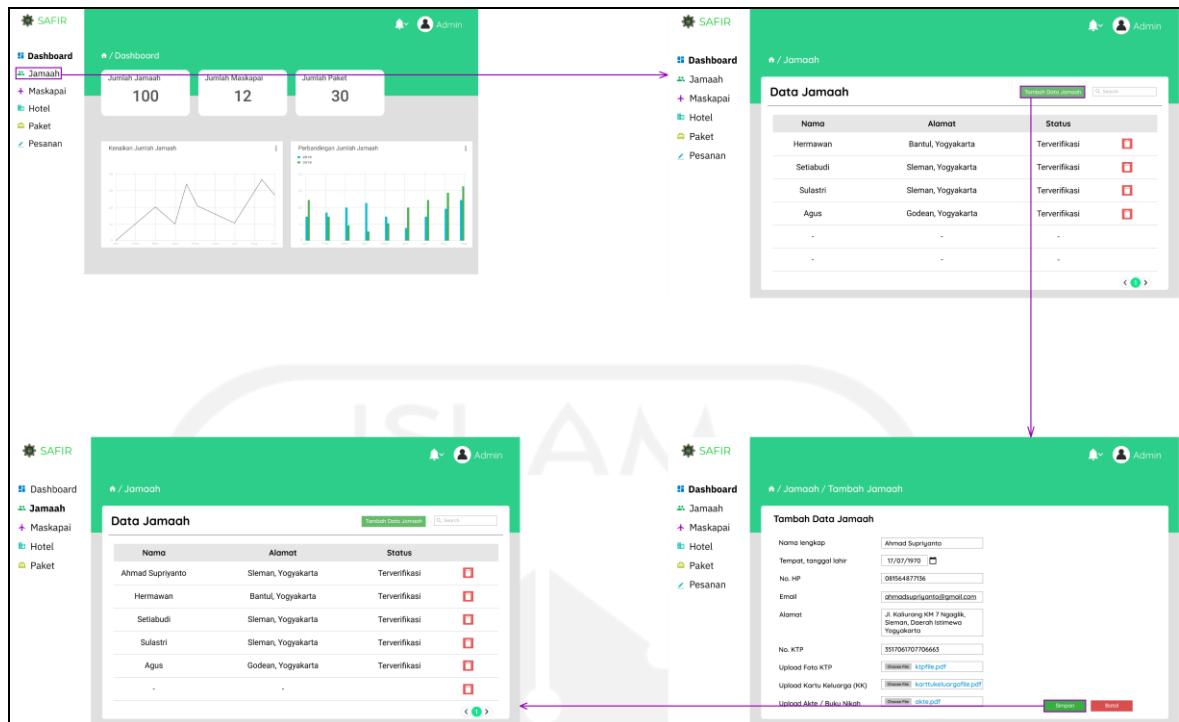 SAFIR
Admin
Dashboard
Jamaah
Maskapai
Hotel
Paket
Pesanan
/ Dashboard
Jumlah Jamaah
100
Jumlah Maskapai
12
Jumlah Paket
30
Kenaikan Jumlah Jamaah
Perbandingan Jumlah Jamaah
SAFIR
Admin
Dashboard
Jamaah
Maskapai
Hotel
Paket
Pesanan
/ Jamaah
Data Jamaah
Tambah Data Jamaah
Search
Nama Alamat Status
Hermawan Bantul, Yogyakarta Terverifikasi
Setiabudi Sleman, Yogyakarta Terverifikasi
Sulastri Sleman, Yogyakarta Terverifikasi
Agus Godean, Yogyakarta Terverifikasi
- - -
- - -
< 1 >
ISLAM
SAFIR
Admin
Dashboard
Jamaah
Maskapai
Hotel
Paket
/ Jamaah
Data Jamaah
Tambah Data Jamaah
Search
Nama Alamat Status
Ahmad Supriyanto Sleman, Yogyakarta Terverifikasi
Hermawan Bantul, Yogyakarta Terverifikasi
Setiabudi Sleman, Yogyakarta Terverifikasi
Sulastri Sleman, Yogyakarta Terverifikasi
Agus Godean, Yogyakarta Terverifikasi
- -
< 1 >
SAFIR
Admin
Dashboard
Jamaah
Maskapai
Hotel
Paket
Pesanan
/ Jamaah / Tambah Jamaah
Tambah Data Jamaah
Nama lengkap Ahmad Supriyanto
Tempat, tanggal lahir 17/07/1970
No. HP 081564877136
Email ahmadsupriyanto@gmail.com
Alamat Jl. Kaliurang KM 7 Ngaglik,
Sleman, Daerah Istimewa
Yogyakarta
No. KTP 3517061707706663
Upload Foto KTP Choose File ktpfile.pdf
Upload Kartu Keluarga (KK) Choose File karttukeluargafile.pdf
Upload Akte / Buku Nikah Choose File akte.pdf
Simpan Batal